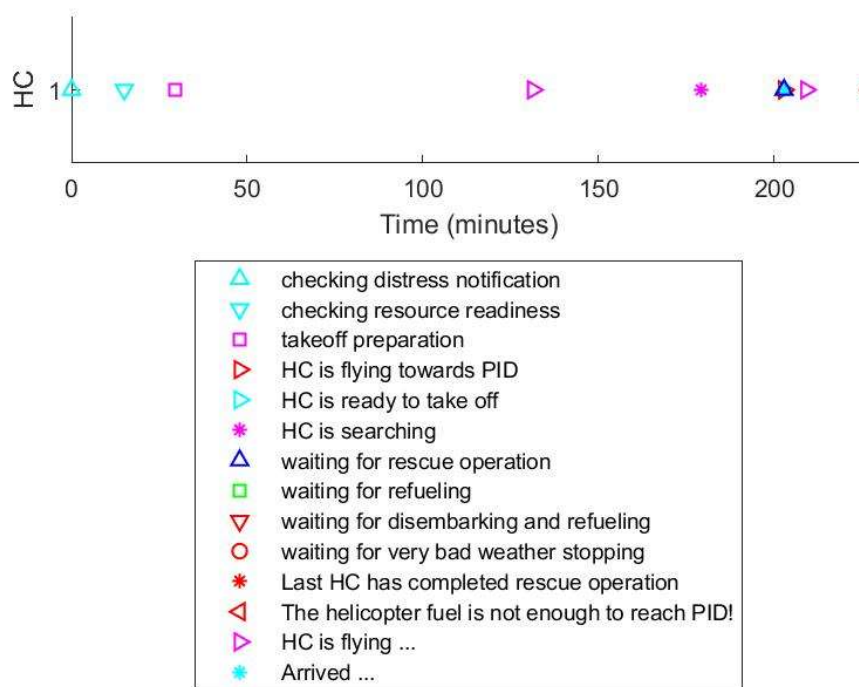 HC
1
0 50 100 150 200
Time (minutes)
checking distress notification
checking resource readiness
takeoff preparation
HC is flying towards PID
HC is ready to take off
HC is searching
waiting for rescue operation
waiting for refueling
waiting for disembarking and refueling
waiting for very bad weather stopping
Last HC has completed rescue operation
The helicopter fuel is not enough to reach PID!
HC is flying ...
Arrived ...